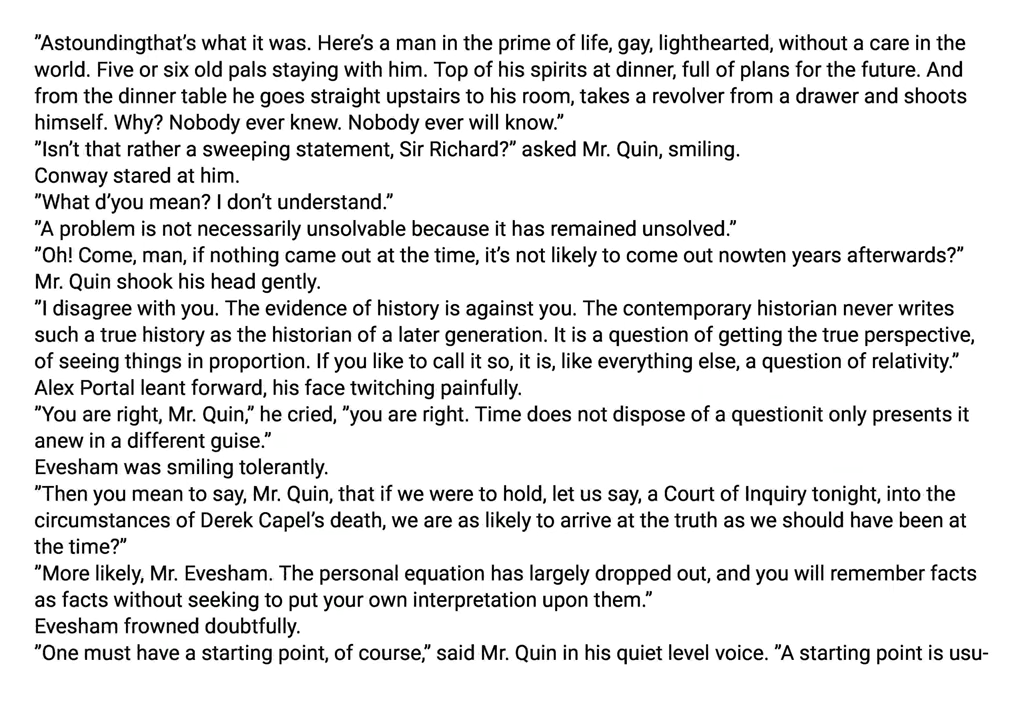 ”Astoundingthat’s what it was. Here’s a man in the prime of life, gay, lighthearted, without a care in the
world. Five or six old pals staying with him. Top of his spirits at dinner, full of plans for the future. And
from the dinner table he goes straight upstairs to his room, takes a revolver from a drawer and shoots
himself. Why? Nobody ever knew. Nobody ever will know.”
”Isn’t that rather a sweeping statement, Sir Richard?” asked Mr. Quin, smiling.
Conway stared at him.
”What d’you mean? I don’t understand.”
”A problem is not necessarily unsolvable because it has remained unsolved.”
”Oh! Come, man, if nothing came out at the time, it’s not likely to come out nowten years afterwards?”
Mr. Quin shook his head gently.
”I disagree with you. The evidence of history is against you. The contemporary historian never writes
such a true history as the historian of a later generation. It is a question of getting the true perspective,
of seeing things in proportion. If you like to call it so, it is, like everything else, a question of relativity.”
Alex Portal leant forward, his face twitching painfully.
”You are right, Mr. Quin,” he cried, ”you are right. Time does not dispose of a questionit only presents it
anew in a different guise.”
Evesham was smiling tolerantly.
”Then you mean to say, Mr. Quin, that if we were to hold, let us say, a Court of Inquiry tonight, into the
circumstances of Derek Capel’s death, we are as likely to arrive at the truth as we should have been at
the time?”
”More likely, Mr. Evesham. The personal equation has largely dropped out, and you will remember facts
as facts without seeking to put your own interpretation upon them.”
Evesham frowned doubtfully.
”One must have a starting point, of course,” said Mr. Quin in his quiet level voice. ”A starting point is usu-